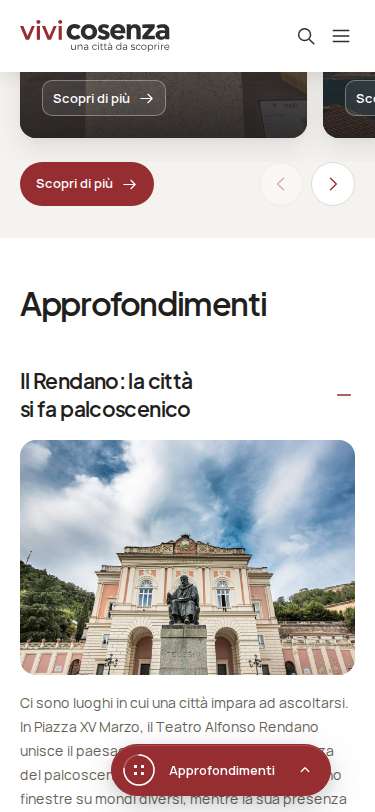 vivicosenza
una città da scoprire
Scopri di più
Scopri di più
Approfondimenti
Il Rendano: la città
si fa palcoscenico
TELESIO
Ci sono luoghi in cui una città impara ad ascoltarsi.
In Piazza XV Marzo, il Teatro Alfonso Rendano
unisce il
del
finestre su mondi diversi, mentre la sua presenza
Approfondimenti